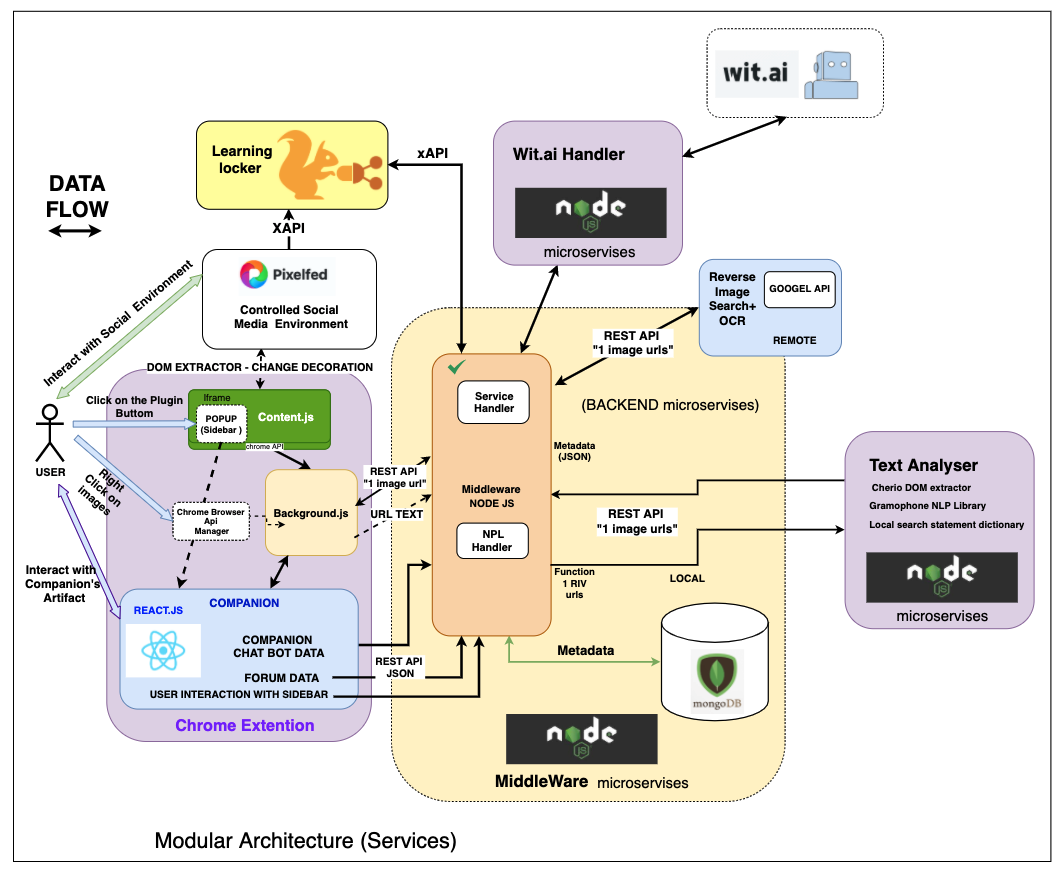 wit.ai
Learning
locker
xAPI
Wit.ai Handler
node
JS
microservises
DATA
FLOW
XAPI
Pixelfed
Controlled Social
Media Environment
Reverse
Image
Search+
OCR
GOOGEL API
REMOTE
Interact with Social Environment
REST API
"1 image urls"
DOM EXTRACTOR - CHANGE DECORATION
(BACKEND microservises)
Click on the Plugin
Buttom
Iframe
POPUP
(Sidebar )
Content.js
chrome API
Service
Handler
USER
Right
Click on
images
REST API
"1 image url"
URL TEXT
Metadata
(JSON)
Text Analyser
Cherio DOM extractor
Gramophone NLP Library
Local search statement dictionary
Chrome Browser
Api
Manager
Background.js
Middleware
NODE JS
NPL
Handler
REST API
"1 image urls"
Function
1 RIV
urls
LOCAL
node
JS
microservises
Interact with
Companion's
Artifact
REACT.JS
COMPANION
COMPANION
CHAT BOT DATA
FORUM DATA
USER INTERACTION WITH SIDEBAR
REST API
JSON
Metadata
mongoDB
Chrome Extention
node
JS
MiddleWare microservises
Modular Architecture (Services)